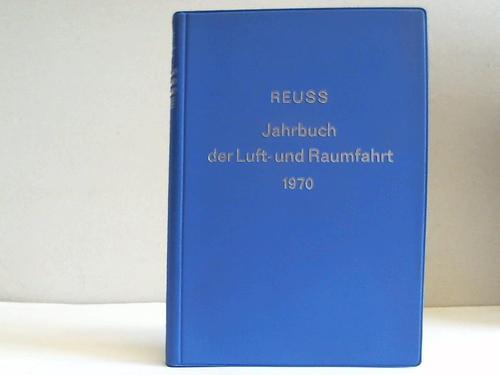 REUSS
Jahrbuch
der Luft- und Raumfahrt
1970